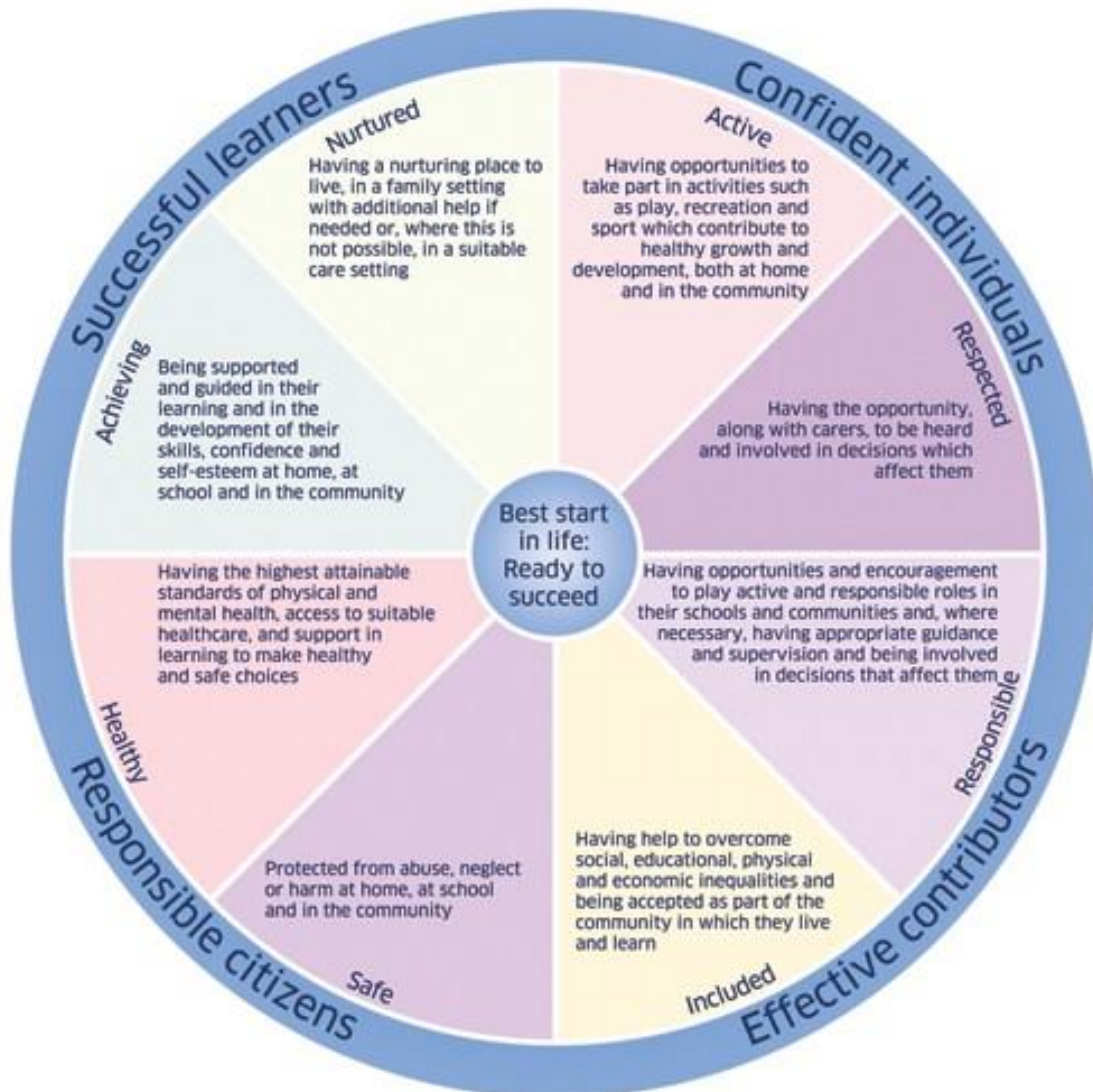 Successful learners
Confident individuals
Nurtured
Having a nurturing place to
live, in a family setting
with additional help if
needed or, where this is
not possible, in a suitable
care setting
Active
Having opportunities to
take part in activities such
as play, recreation and
sport which contribute to
healthy growth and
development, both at home
and in the community
Respected
Having the opportunity,
along with carers, to be heard
and involved in decisions which
affect them
Achieving
Being supported
and guided in their
learning and in the
development of their
skills, confidence and
self-esteem at home, at
school and in the community
Best start
in life:
Ready to
succeed
Having the highest attainable
standards of physical and
mental health, access to suitable
healthcare, and support in
learning to make healthy
and safe choices
Healthy
Having opportunities and encouragement
to play active and responsible roles in
their schools and communities and, where
necessary, having appropriate guidance
and supervision and being involved
in decisions that affect them
Responsible
Protected from abuse, neglect
or harm at home, at school
and in the community
Safe
Having help to overcome
social, educational, physical
and economic inequalities and
being accepted as part of the
community in which they live
and learn
Included
Responsible citizens
Effective contributors